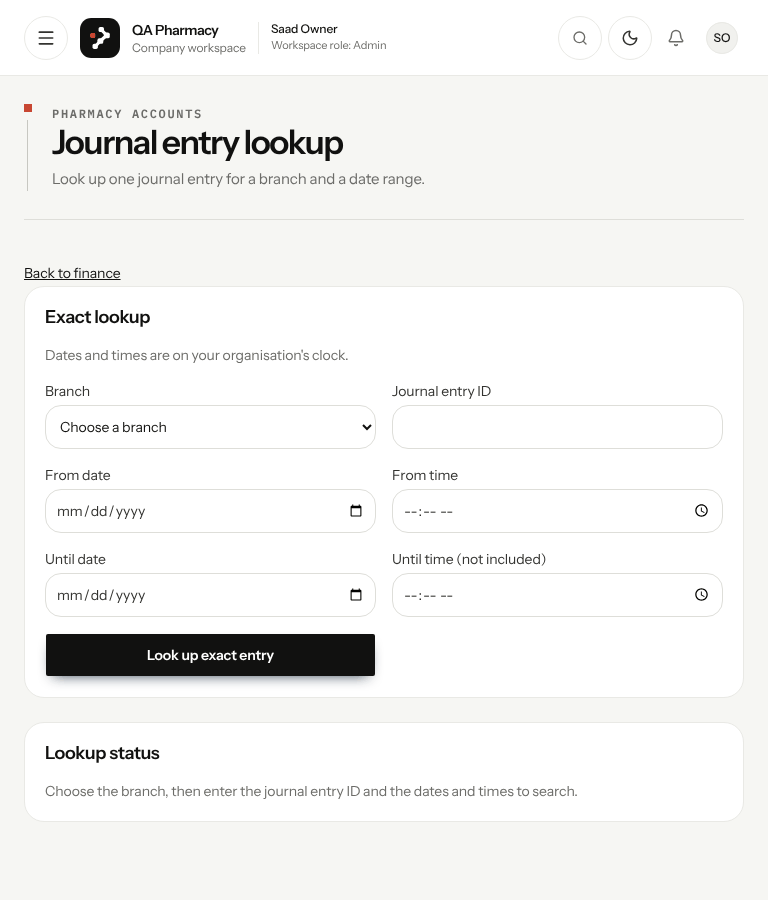 QA Pharmacy
Company workspace
Saad Owner
Workspace role: Admin
SO
PHARMACY ACCOUNTS
Journal entry lookup
Look up one journal entry for a branch and a date range.
Back to finance
Exact lookup
Dates and times are on your organisation's clock.
Branch
Journal entry ID
Choose a branch
From date
From time
mm/dd/yyyy
--:-- --
Until date
Until time (not included)
mm/dd/yyyy
--:-- --
Look up exact entry
Lookup status
Choose the branch, then enter the journal entry ID and the dates and times to search.